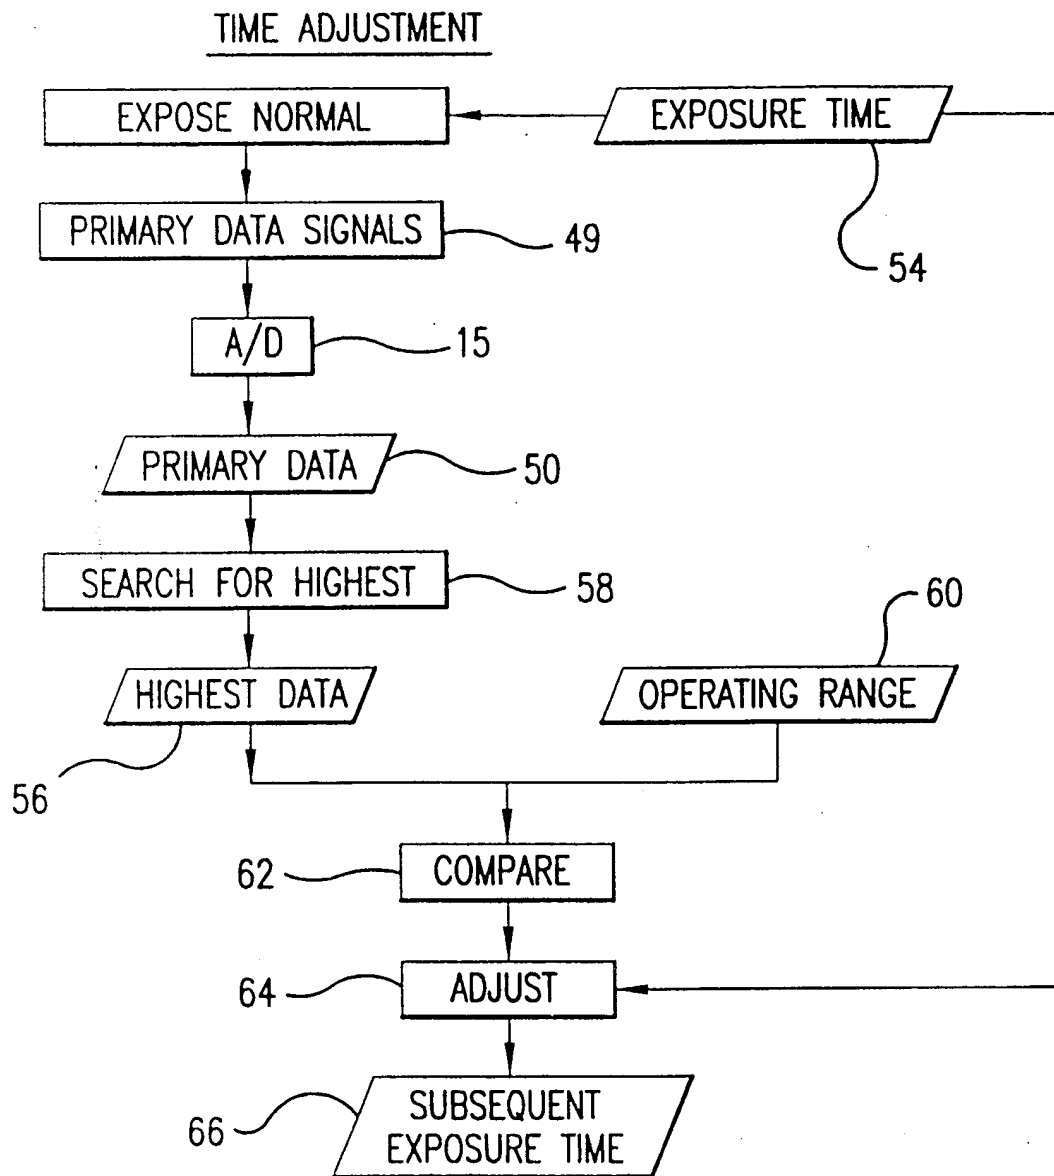 TIME ADJUSTMENT
EXPOSE NORMAL
EXPOSURE TIME
PRIMARY DATA SIGNALS
49
54
A/D
15
PRIMARY DATA
50
SEARCH FOR HIGHEST
58
60
HIGHEST DATA
OPERATING RANGE
56
62
COMPARE
64
ADJUST
66
SUBSEQUENT
EXPOSURE TIME